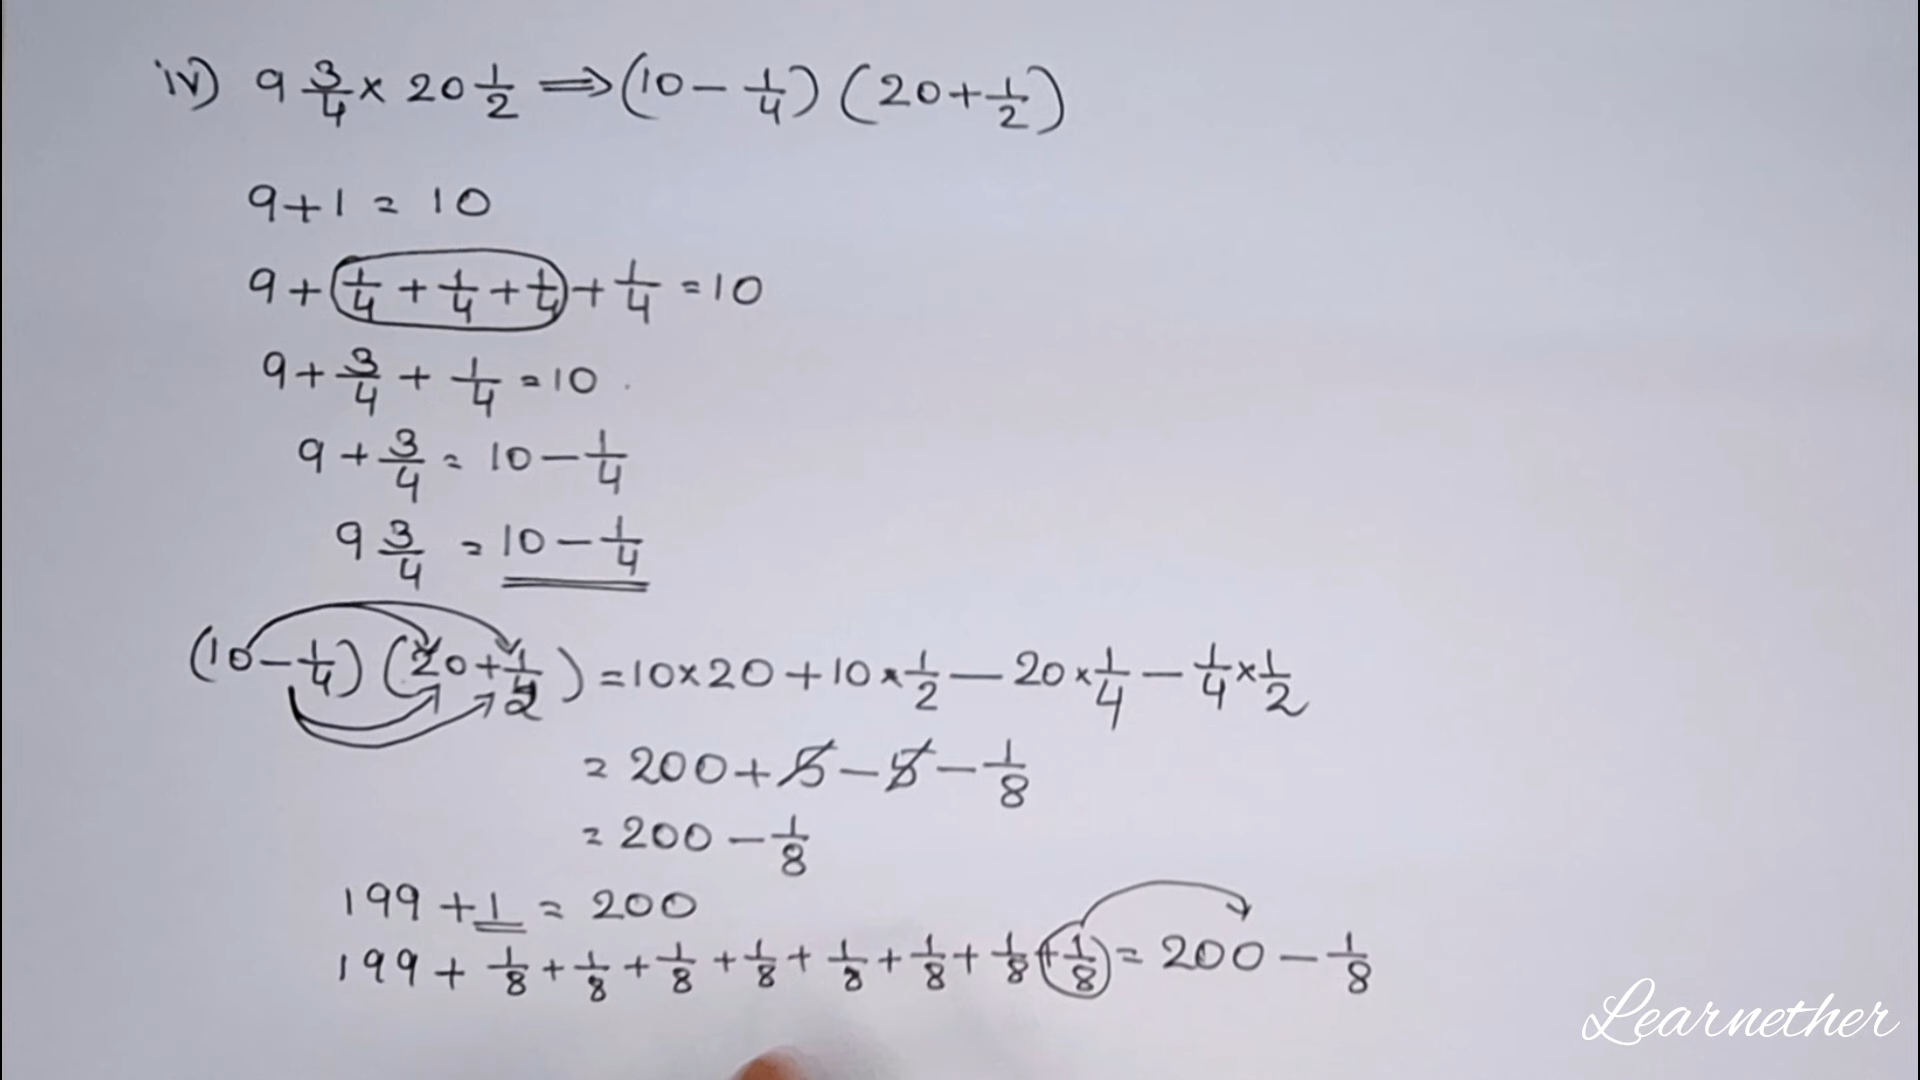 iv) 9 3/4 × 20 1/2 ⟹ (10 − 1/4) (20 + 1/2)
9 + 1 = 10
9 + 1/4 + 1/4 + 1/4 + 1/4 = 10
9 + 3/4 + 1/4 = 10
9 + 3/4 = 10 − 1/4
9 3/4 = 10 − 1/4
(10 − 1/4) (20 + 1/2) = 10 × 20 + 10 × 1/2 − 20 × 1/4 − 1/4 × 1/2
= 200 + 5 − 5 − 1/8
= 200 − 1/8
199 + 1 = 200
199 + 1/8 + 1/8 + 1/8 + 1/8 + 1/8 + 1/8 + 1/8 + 1/8 = 200 − 1/8
Learnether